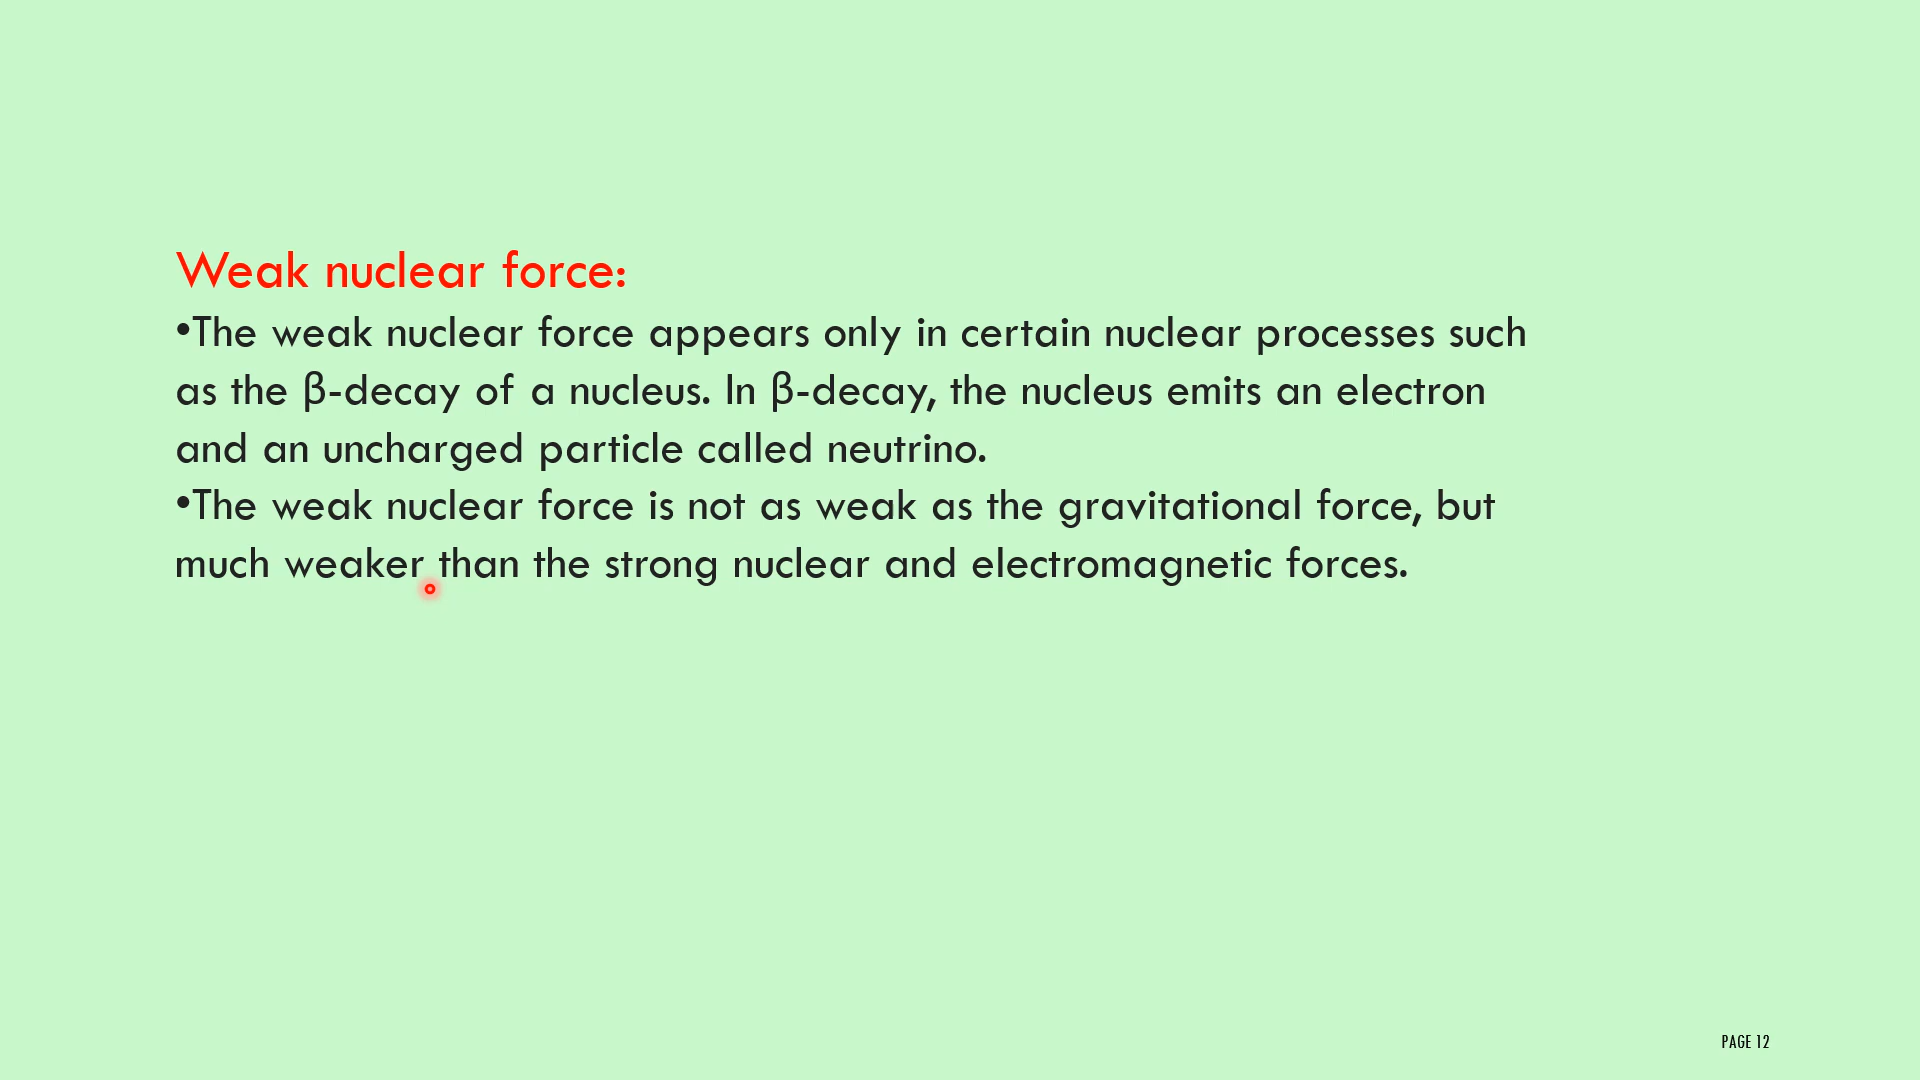 Weak nuclear force:
•The weak nuclear force appears only in certain nuclear processes such
as the β-decay of a nucleus. In β-decay, the nucleus emits an electron
and an uncharged particle called neutrino.
•The weak nuclear force is not as weak as the gravitational force, but
much weaker than the strong nuclear and electromagnetic forces.
PAGE 12